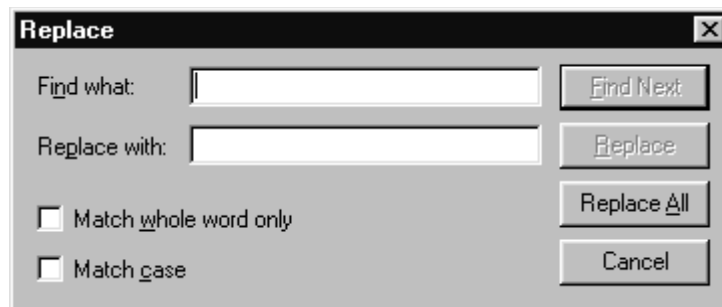 Replace
Find what:
Find Next
Replace with:
Replace
Match whole word only
Replace All
Match case
Cancel